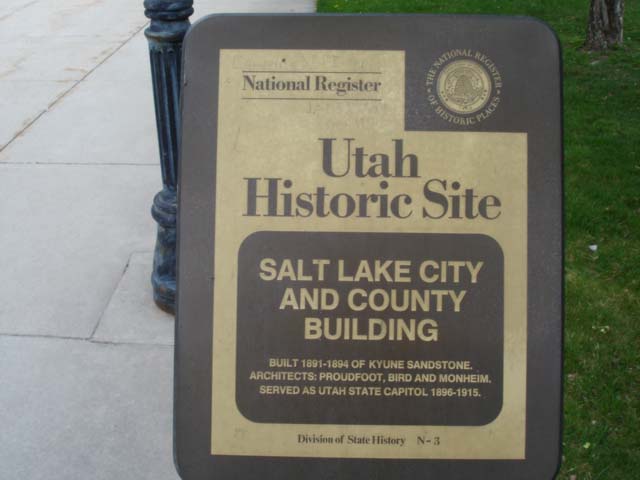 National Register
THE NATIONAL REGISTER
OF HISTORIC PLACES
Utah
Historic Site
SALT LAKE CITY
AND COUNTY
BUILDING
BUILT 1891-1894 OF KYUNE SANDSTONE.
ARCHITECTS: PROUDFOOT, BIRD AND MONHEIM.
SERVED AS UTAH STATE CAPITOL 1896-1915.
Division of State History N-3